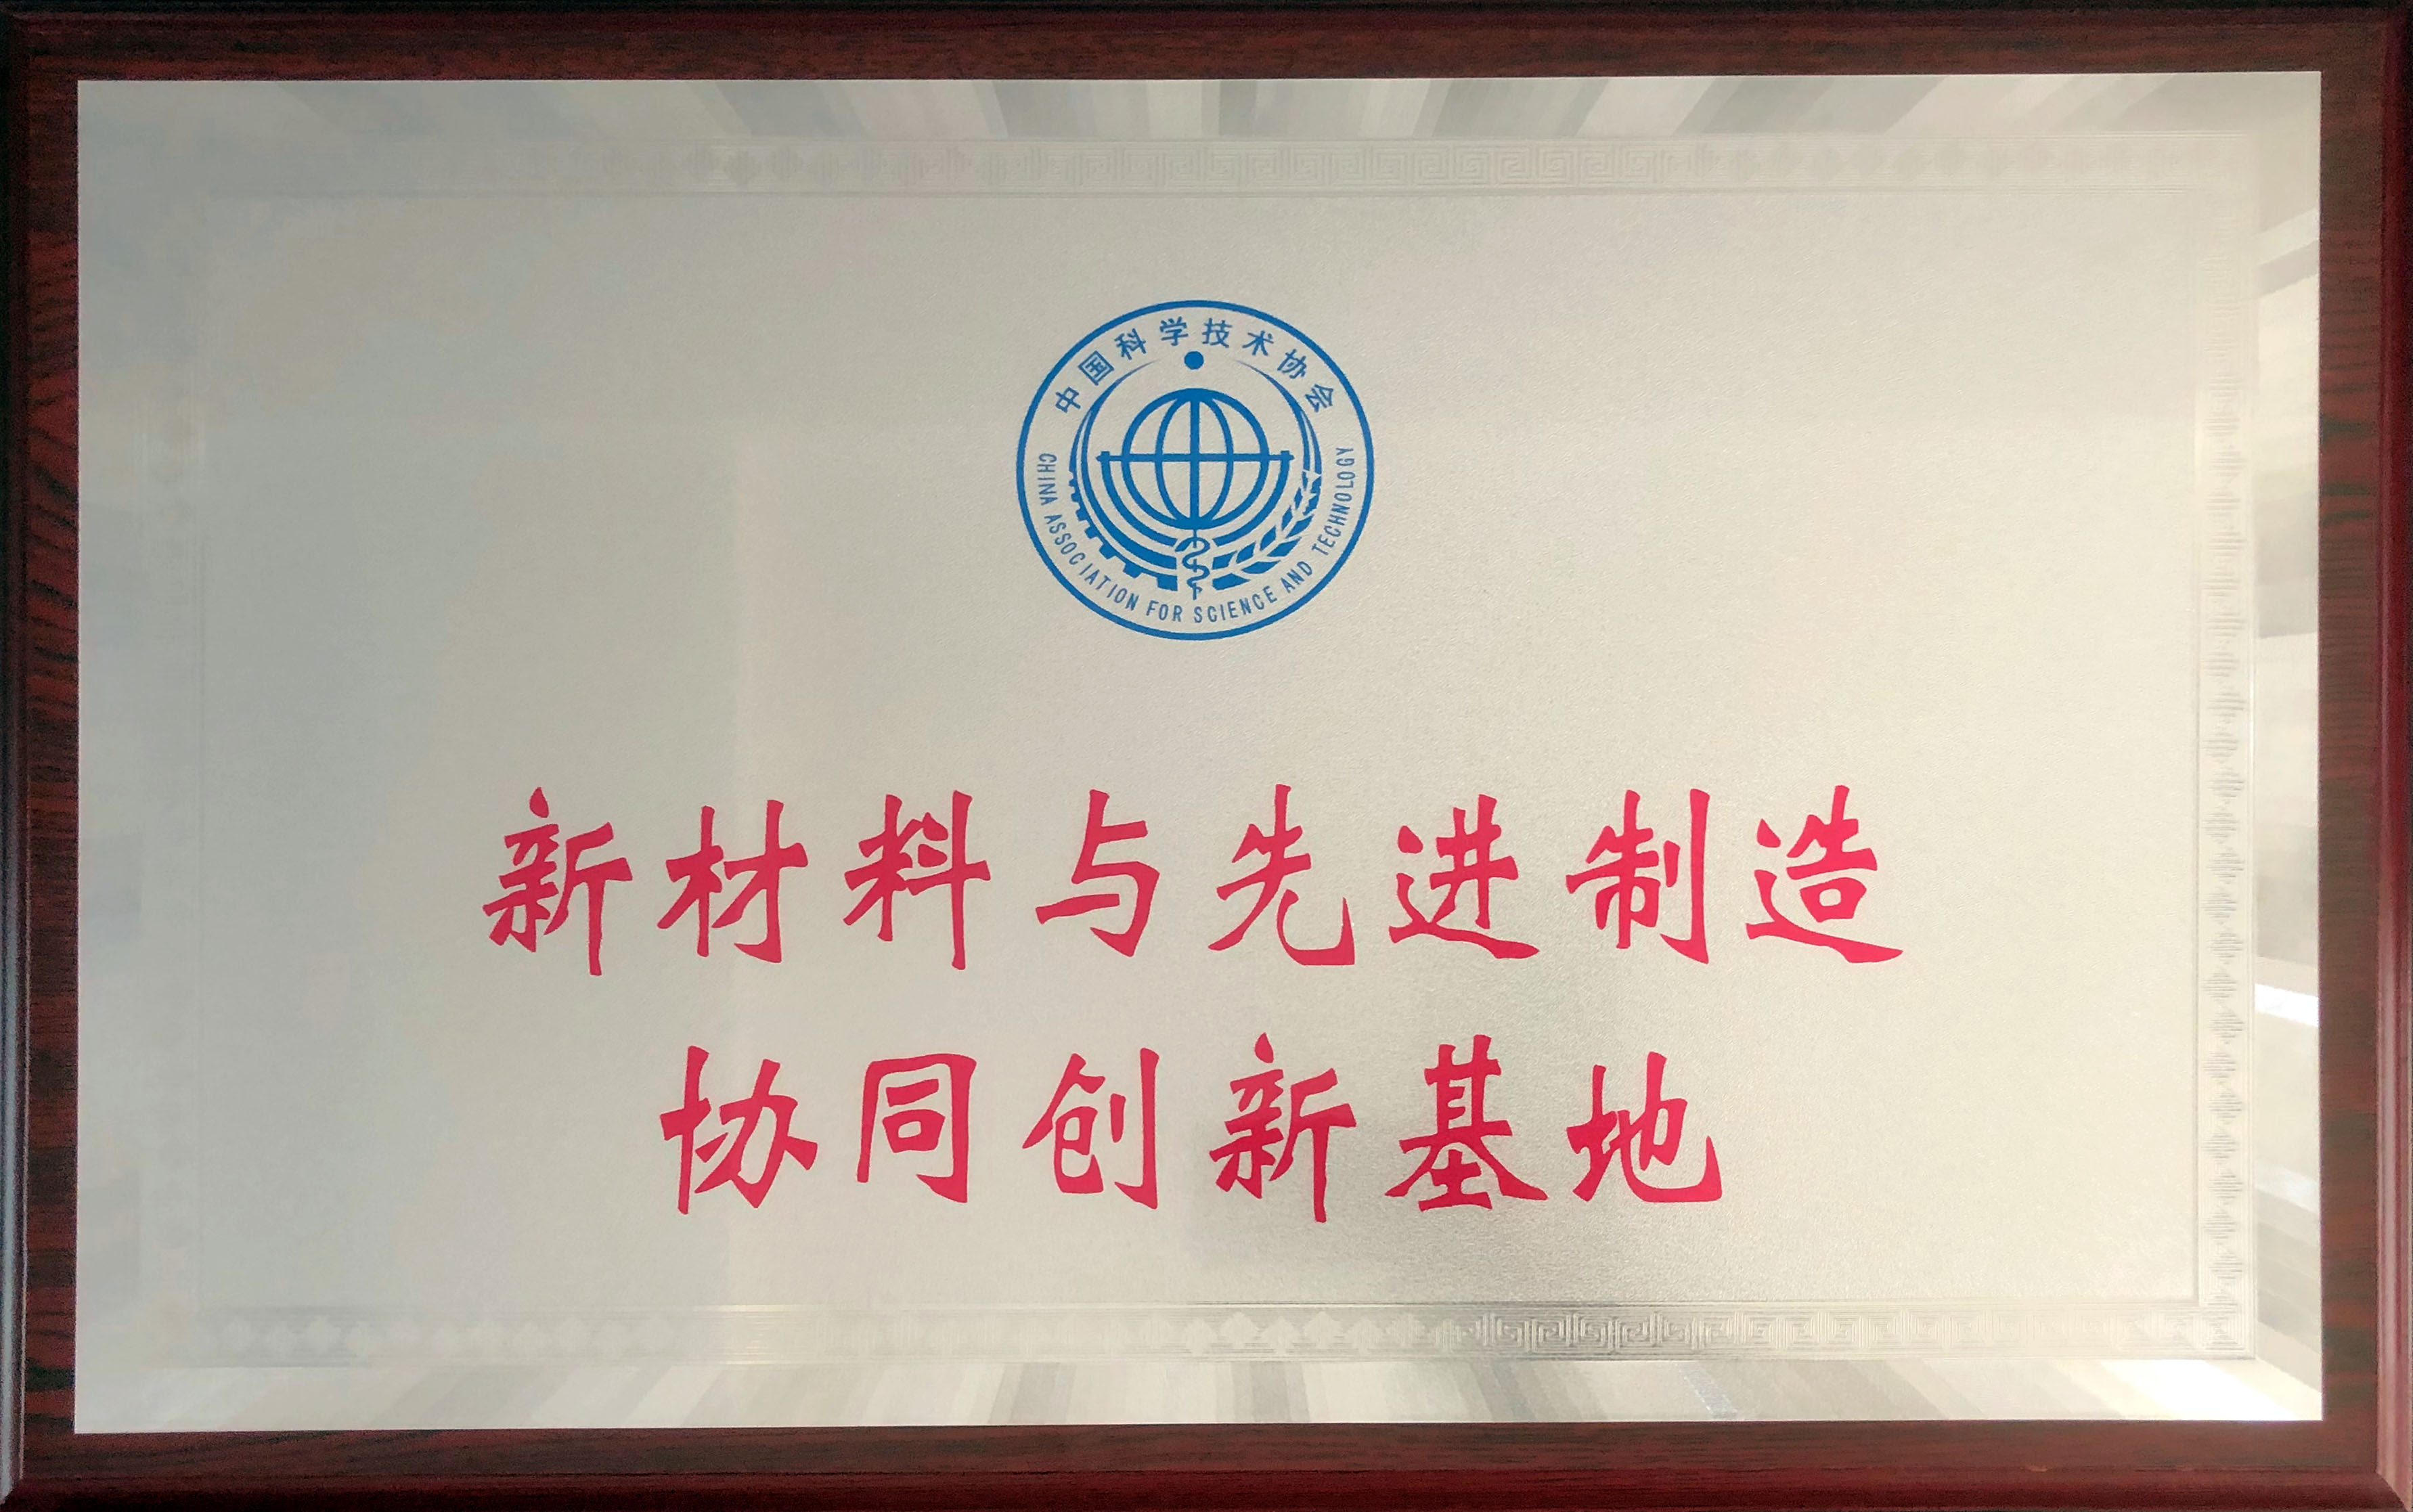 中国科学技术协会
CHINA ASSOCIATION FOR SCIENCE AND TECHNOLOGY
新材料与先进制造
协同创新基地